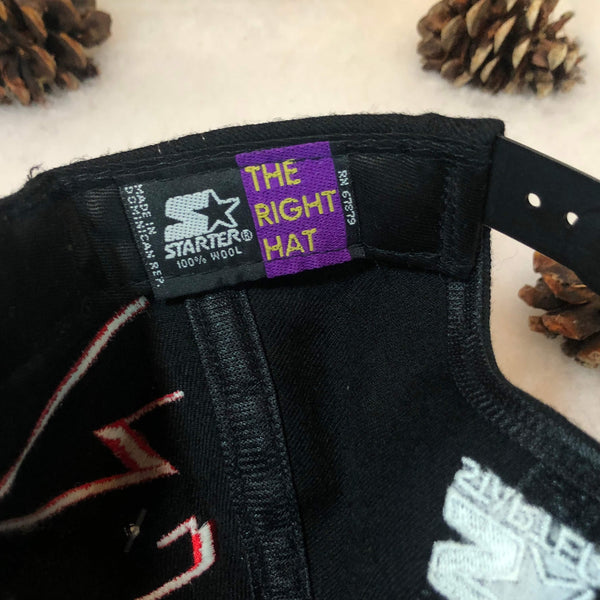 MADE IN
DOMINICAN REP.
STARTER®
100% WOOL
THE
RIGHT
HAT
RN 67879